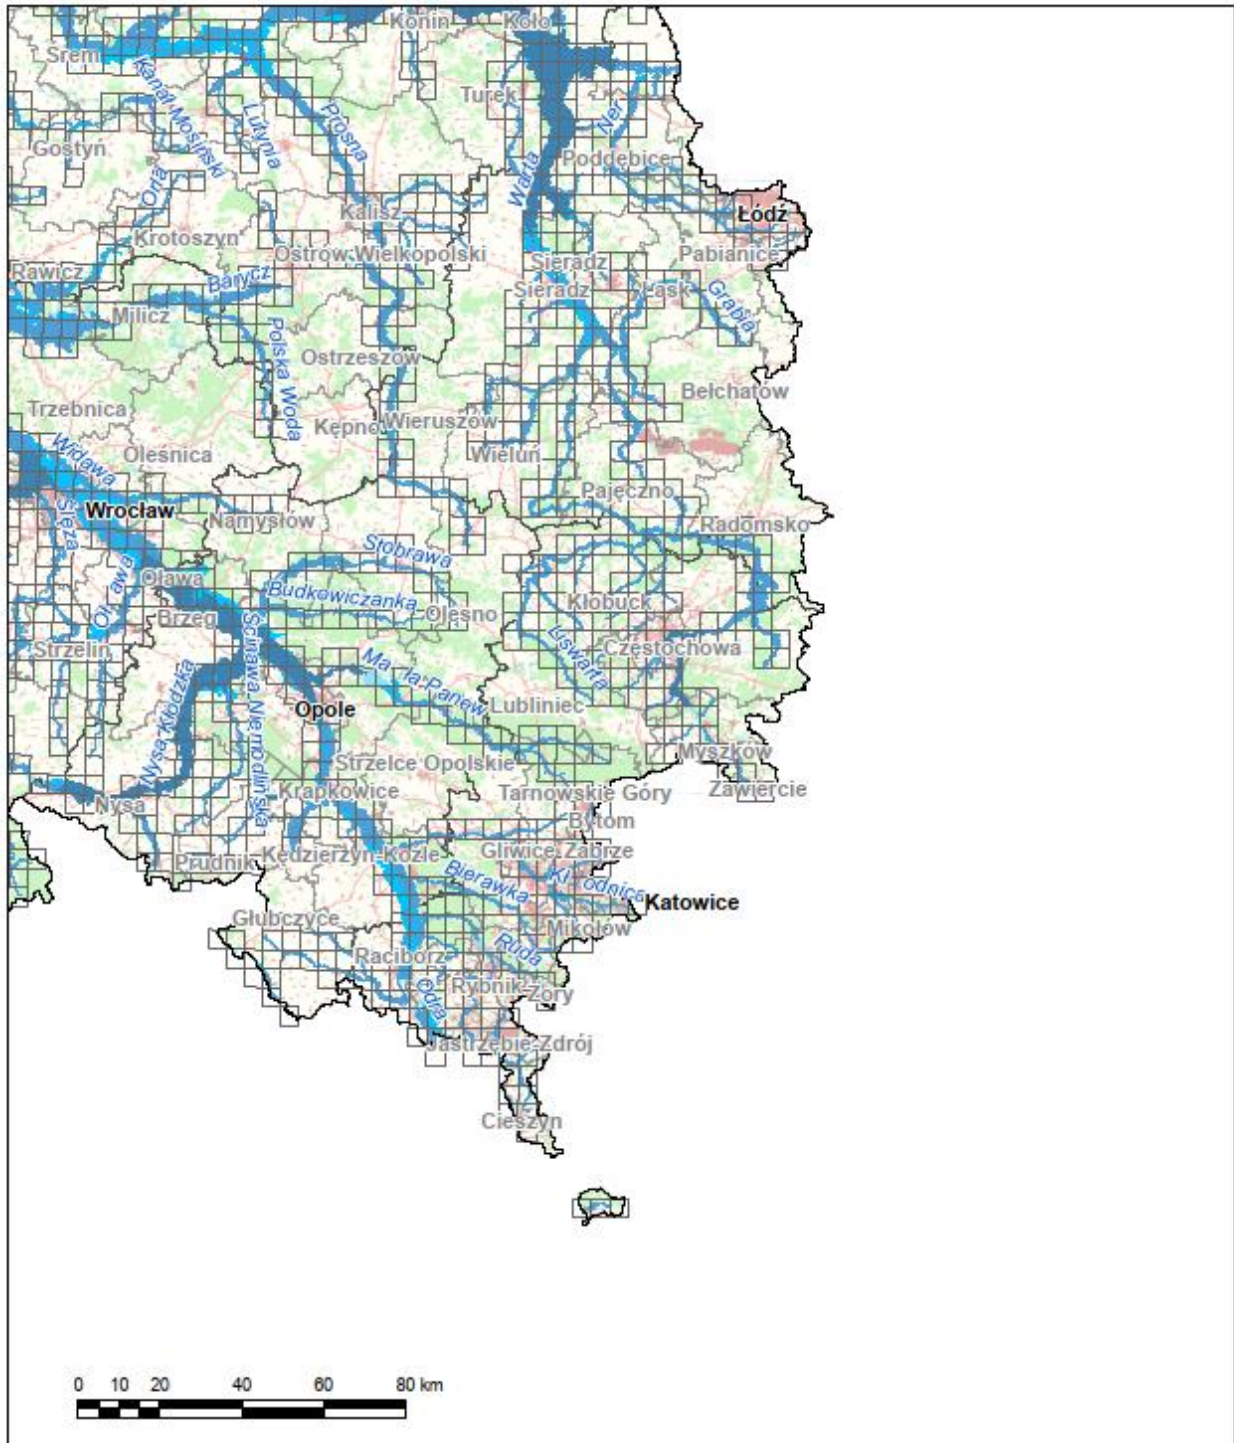 Konin
Koło
Śrem
Kanał Mosiński
Turek
Lutynia
Prosna
Ner
Gostyń
Poddębice
Orla
Warta
Kalisz
Łódź
Krotoszyn
Ostrów Wielkopolski
Pabianice
Rawicz
Barycz
Sieradz
Sieradz
Łask
Grabia
Milicz
Polska Woda
Ostrzeszów
Bełchatów
Trzebnica
Kępno
Wieruszów
Widawa
Oleśnica
Wieluń
Pajęczno
Wrocław
Namysłów
Radomsko
Ślęza
Stobrawa
Oława
Oława
Budkowiczanka
Kłobuck
Brzeg
Olesno
Ścinawa Niemodlińska
Strzelin
Liswarta
Częstochowa
Nysa Kłodzka
Mała Panew
Opole
Lubliniec
Myszków
Strzelce Opolskie
Krapkowice
Tarnowskie Góry
Zawiercie
Nysa
Bytom
Prudnik
Kędzierzyn-Koźle
Gliwice
Zabrze
Bierawka
Kłodnica
Katowice
Głubczyce
Mikołów
Raciborz
Ruda
Odra
Rybnik
Żory
Jastrzębie-Zdrój
Cieszyn
0 10 20 40 60 80 km